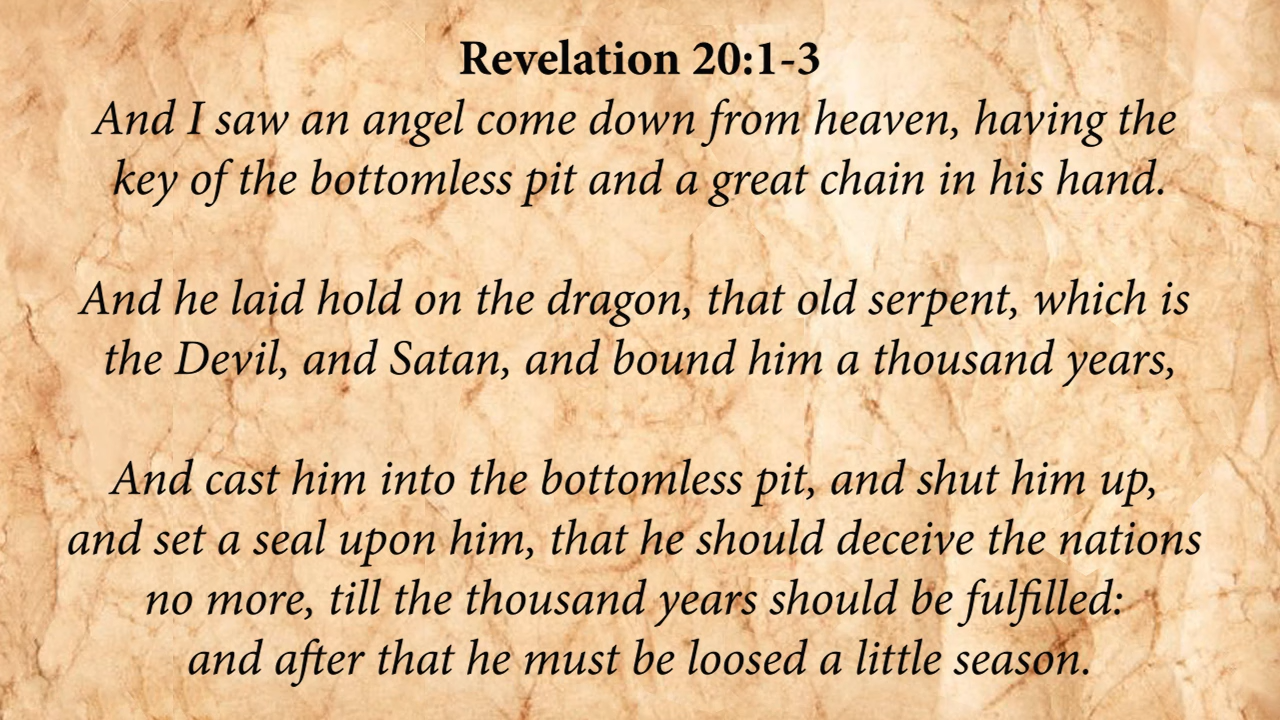 Revelation 20:1-3
And I saw an angel come down from heaven, having the
key of the bottomless pit and a great chain in his hand.
And he laid hold on the dragon, that old serpent, which is
the Devil, and Satan, and bound him a thousand years,
And cast him into the bottomless pit, and shut him up,
and set a seal upon him, that he should deceive the nations
no more, till the thousand years should be fulfilled:
and after that he must be loosed a little season.